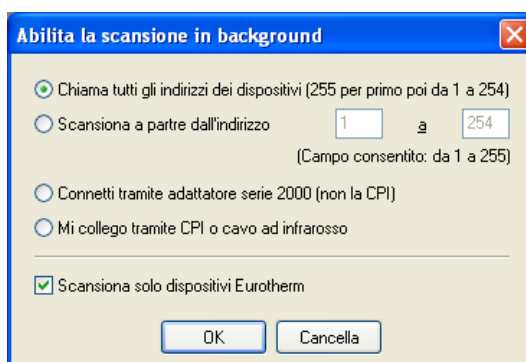 Abilita la scansione in background
Chiama tutti gli indirizzi dei dispositivi (255 per primo poi da 1 a 254)
Scansiona a partre dall'indirizzo 1 a 254
(Campo consentito: da 1 a 255)
Connetti tramite adattatore serie 2000 (non la CPI)
Mi collego tramite CPI o cavo ad infrarosso
Scansiona solo dispositivi Eurotherm
OK Cancella